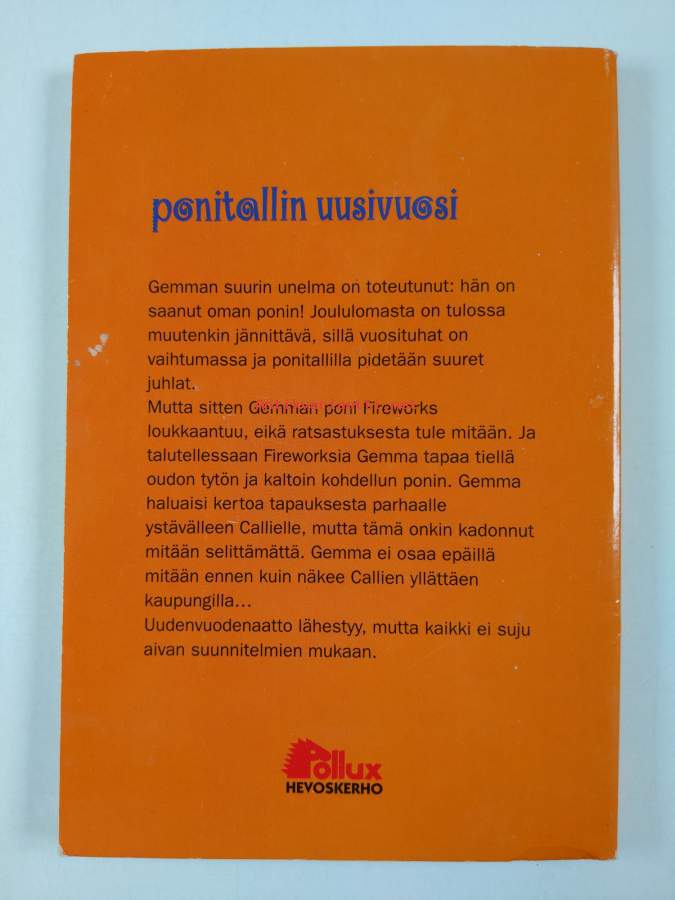 ponitallin uusivuosi
Gemman suurin unelma on toteutunut: hän on
saanut oman ponin! Joululomasta on tulossa
muutenkin jännittävä, sillä vuosituhat on
vaihtumassa ja ponitallilla pidetään suuret
juhlat.
Mutta sitten Gemman poni Fireworks
loukkaantuu, eikä ratsastuksesta tule mitään. Ja
talutellessaan Fireworksia Gemma tapaa tiellä
oudon tytön ja kaltoin kohdellun ponin. Gemma
haluaisi kertoa tapauksesta parhaalle
ystävälleen Callielle, mutta tämä onkin kadonnut
mitään selittämättä. Gemma ei osaa epäillä
mitään ennen kuin näkee Callien yllättäen
kaupungilla...
Uudenvuodenaatto lähestyy, mutta kaikki ei suju
aivan suunnitelmien mukaan.
Pollux
HEVOSKERHO